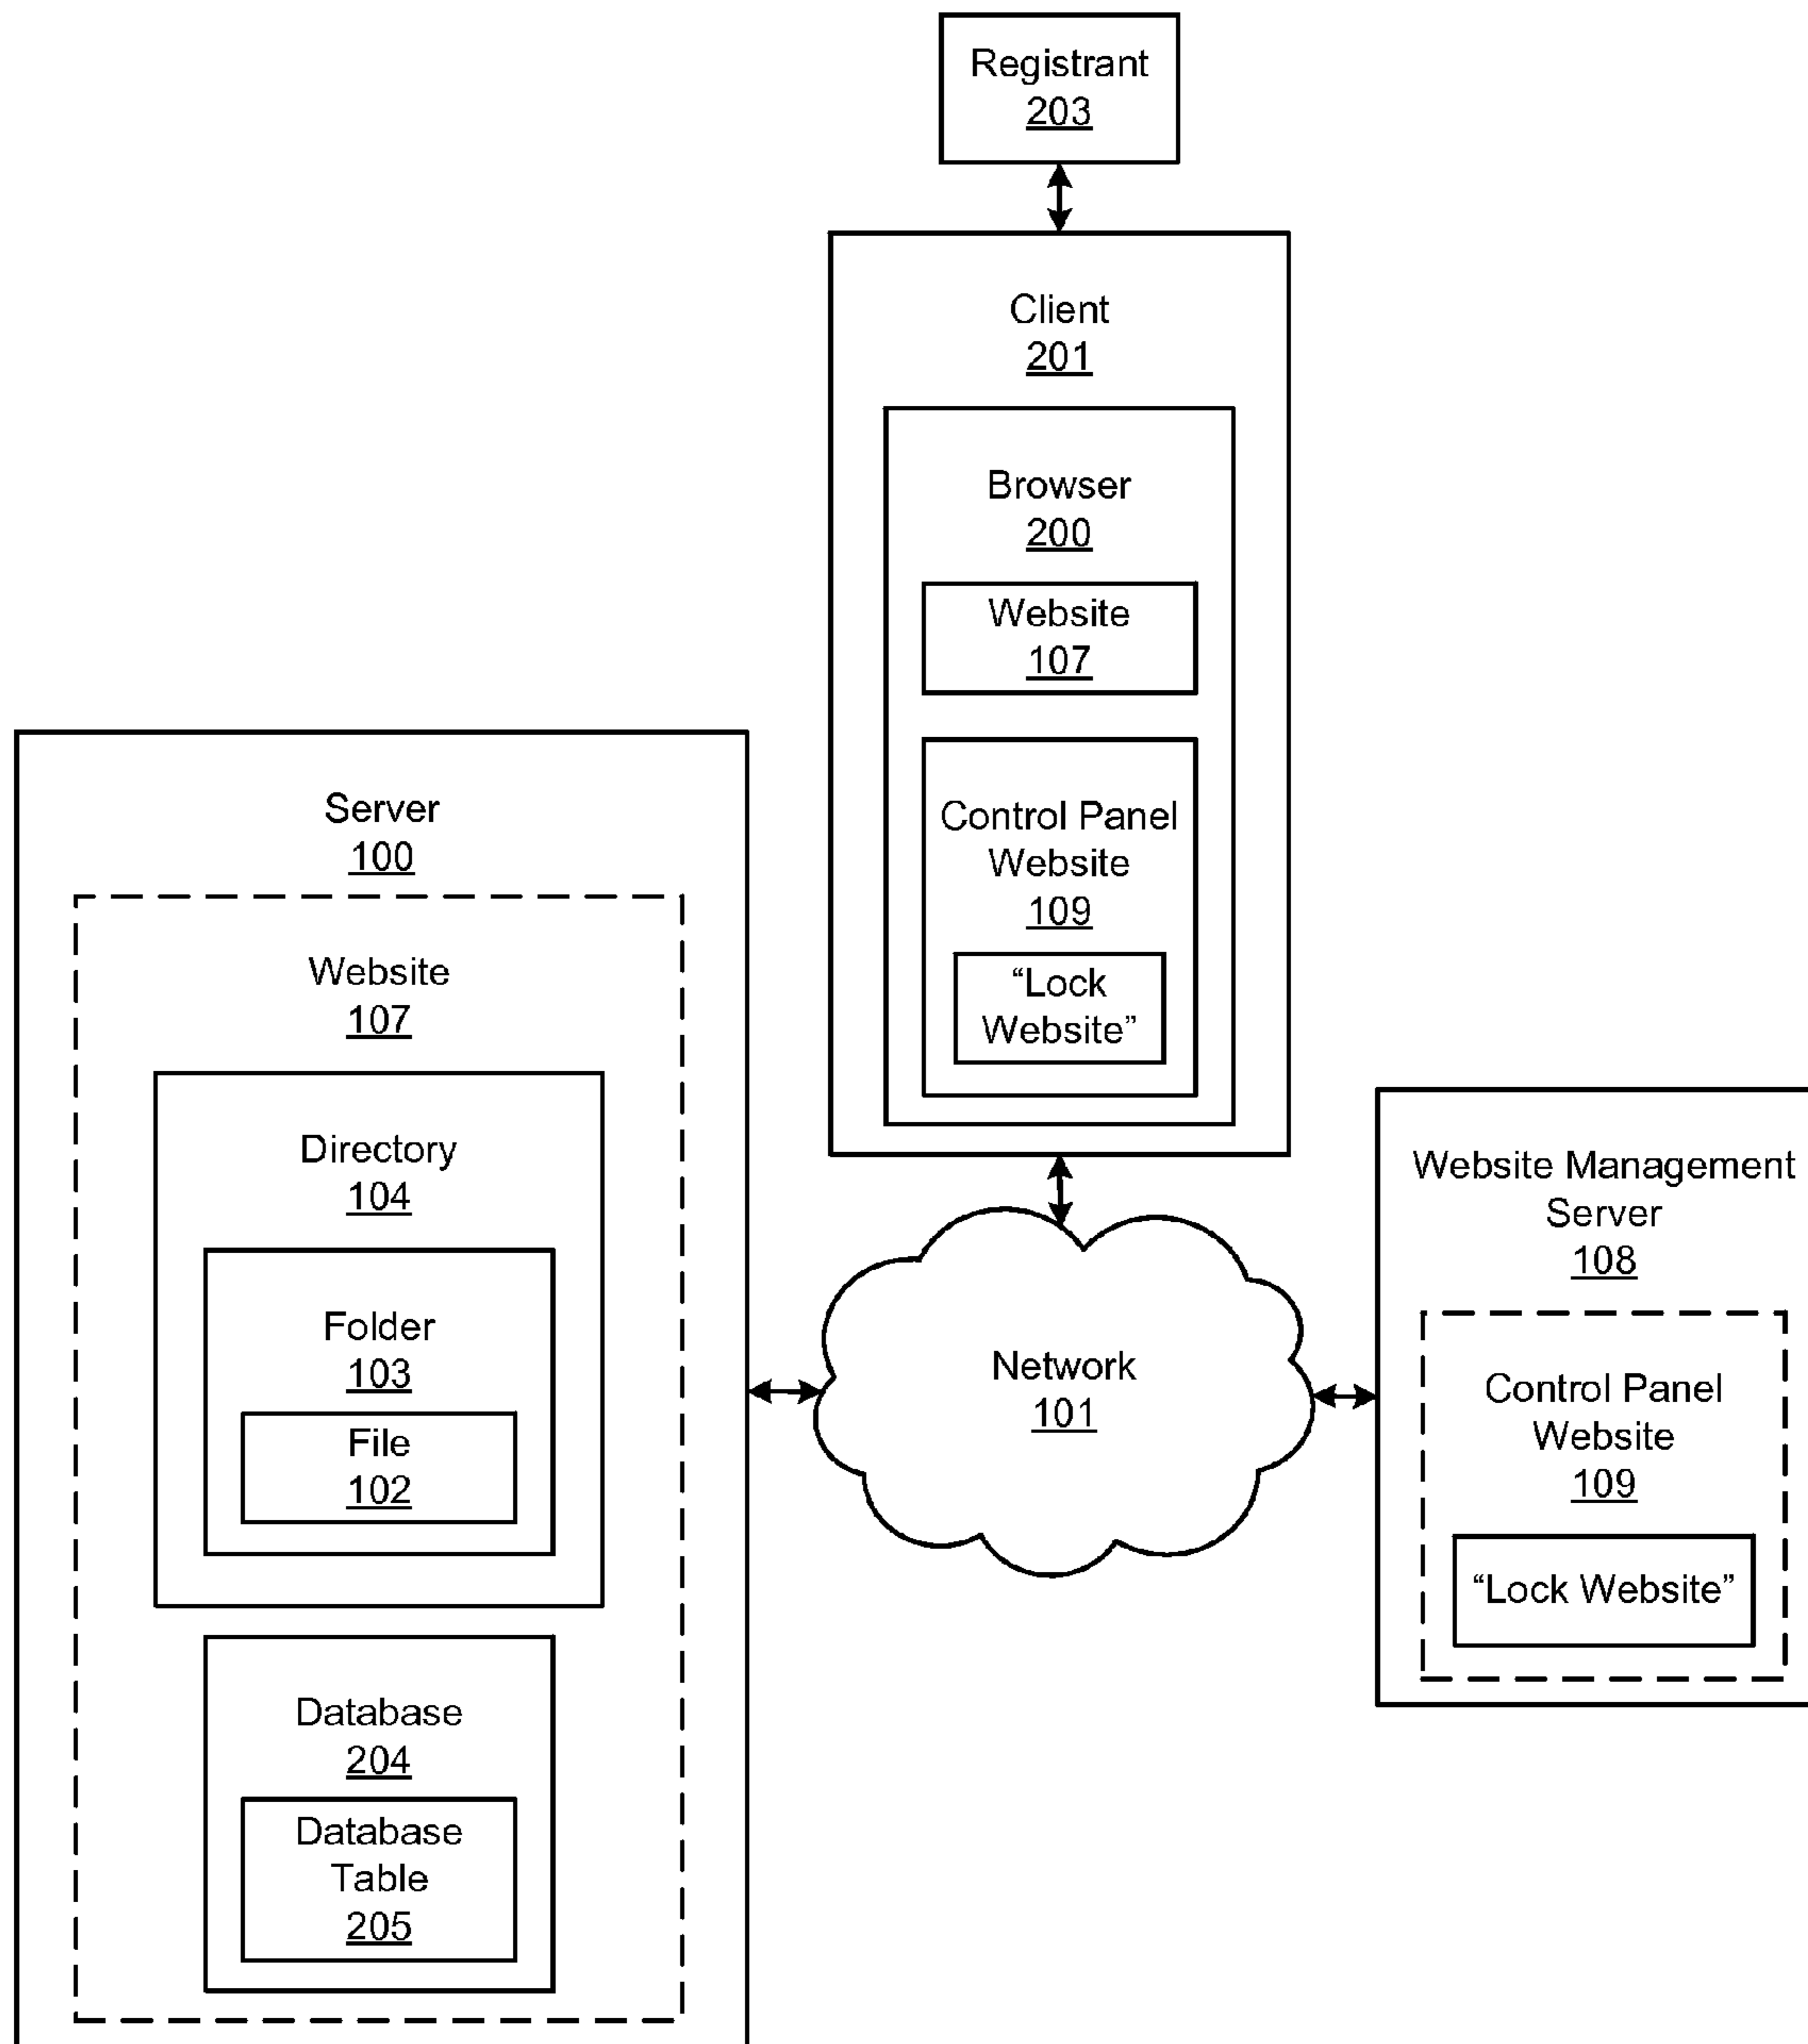 Registrant
203
Client
201
Browser
200
Website
107
Control Panel
Website
109
“Lock
Website”
Server
100
Website
107
Directory
104
Folder
103
File
102
Database
204
Database
Table
205
Network
101
Website Management
Server
108
Control Panel
Website
109
“Lock Website”